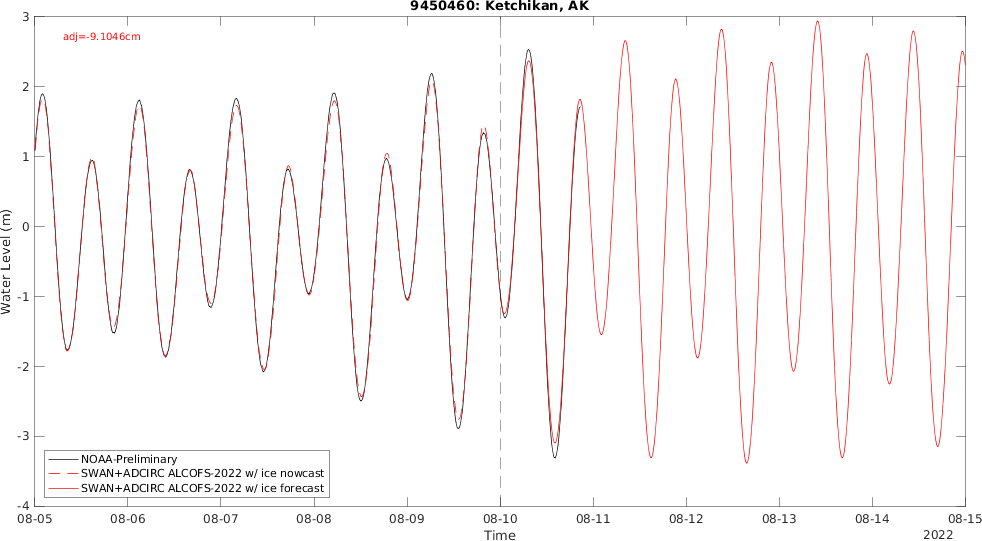 9450460: Ketchikan, AK
adj=-9.1046cm
3
2
1
0
-1
-2
-3
-4
Water Level (m)
NOAA-Preliminary
SWAN+ADCIRC ALCOFS-2022 w/ ice nowcast
SWAN+ADCIRC ALCOFS-2022 w/ ice forecast
08-05 08-06 08-07 08-08 08-09 08-10 08-11 08-12 08-13 08-14 08-15
Time
2022